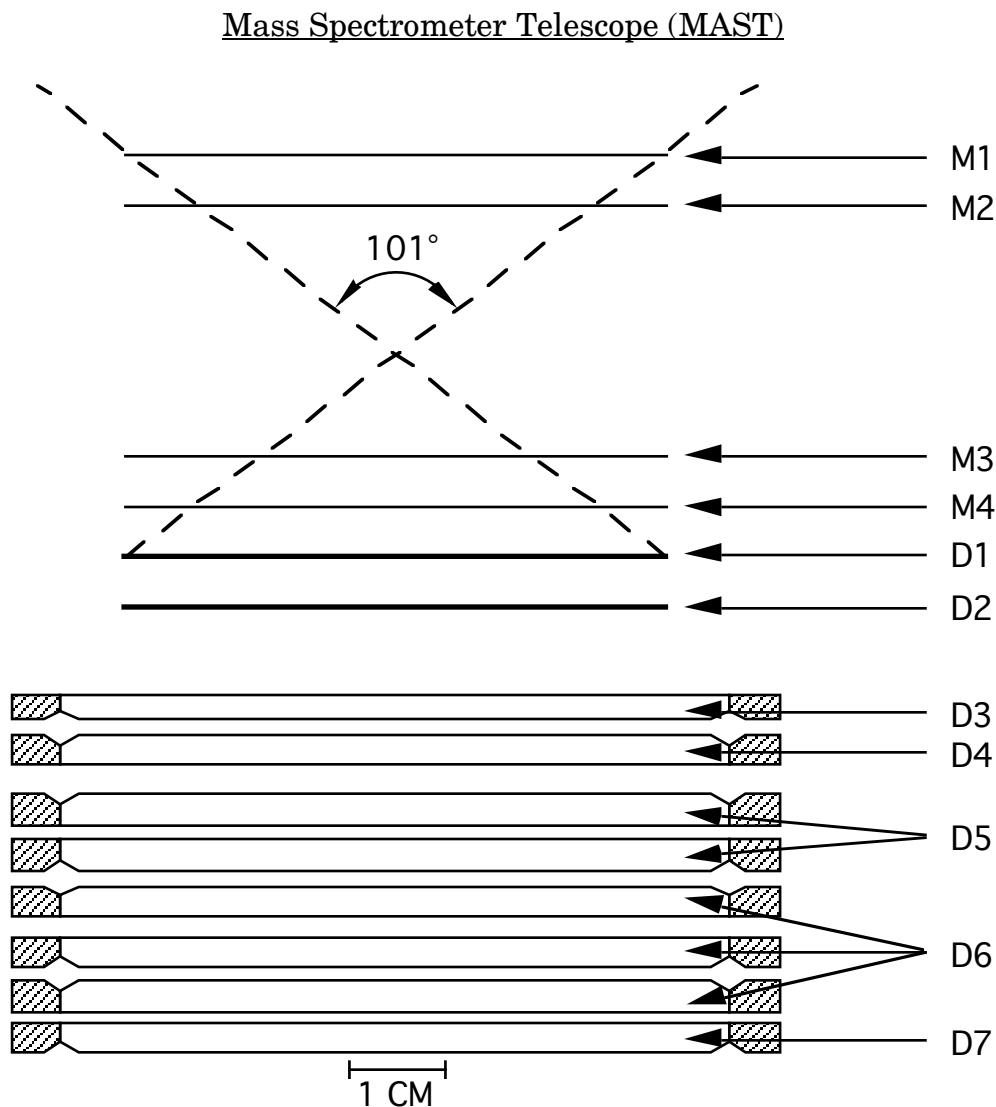 Mass Spectrometer Telescope (MAST)
M1
M2
101°
M3
M4
D1
D2
D3
D4
D5
D6
D7
1 CM